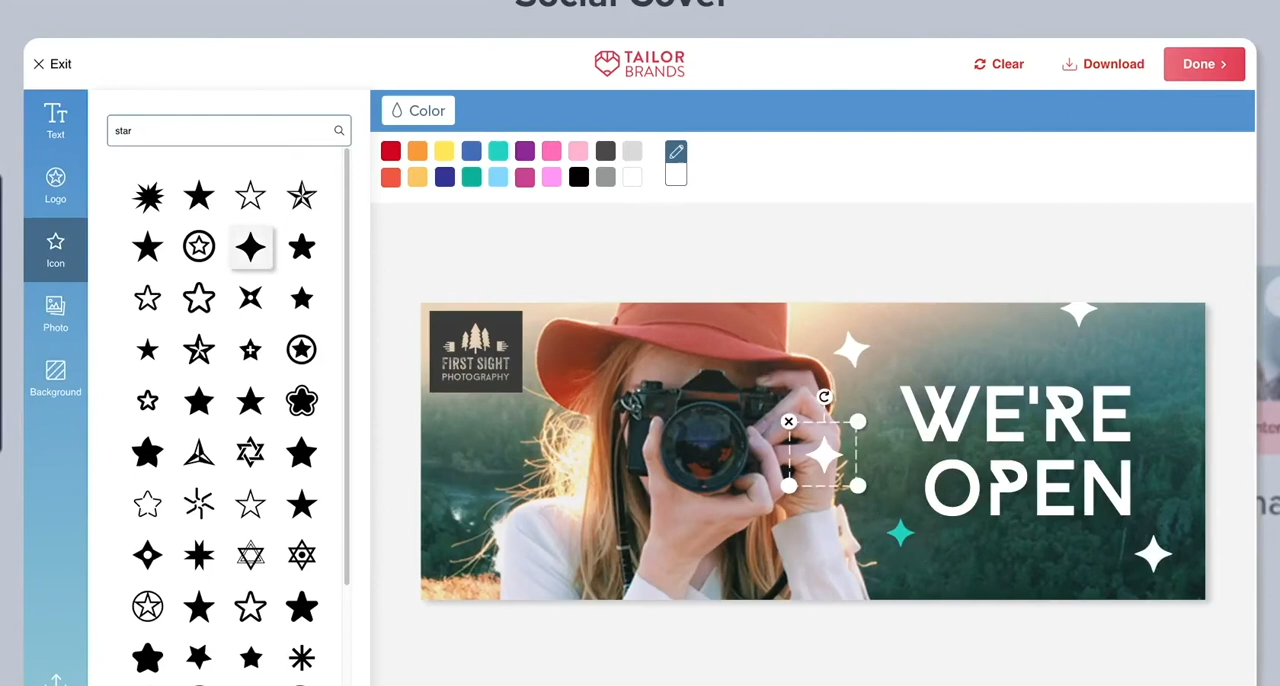 Social Cover
Exit
TAILOR
BRANDS
Clear
Download
Done
Text
Logo
Icon
Photo
Background
star
Color
FIRST SIGHT
PHOTOGRAPHY
WE'RE
OPEN